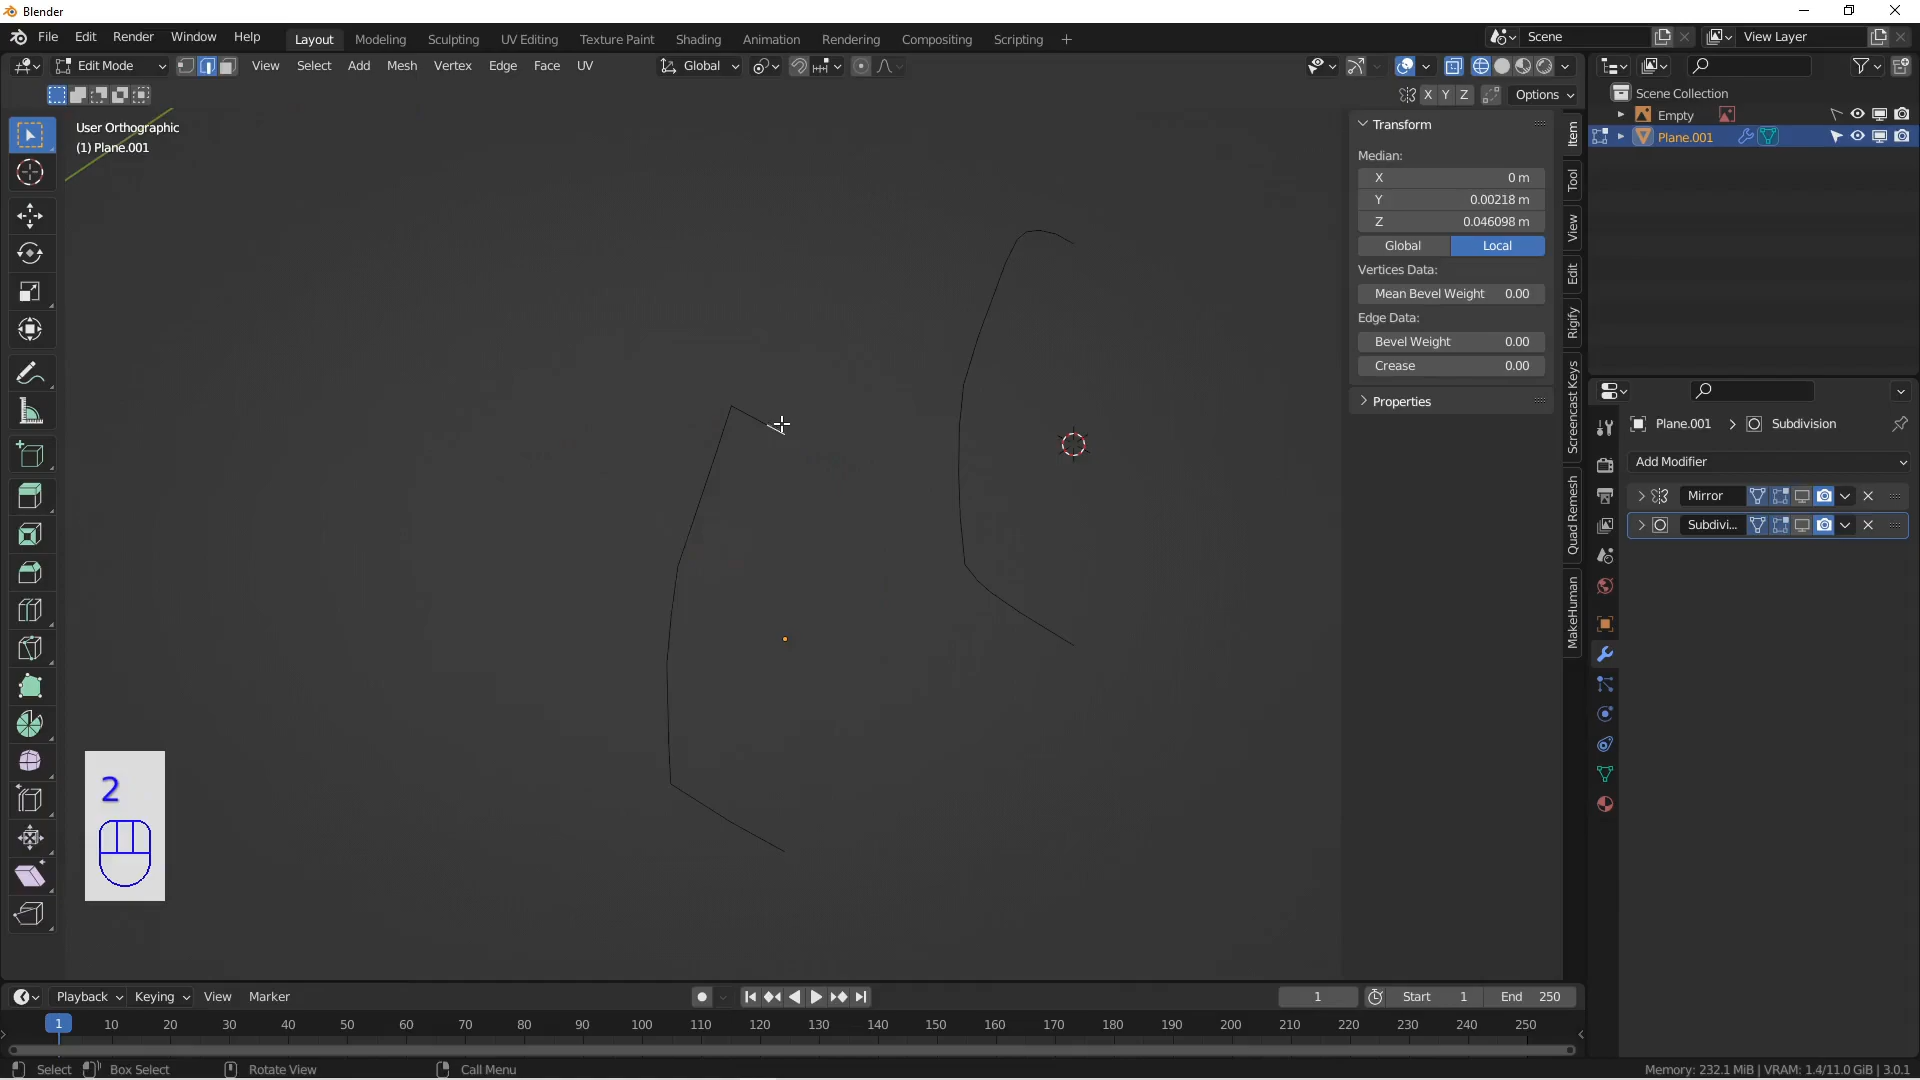 Blender
File Edit Render Window Help
Layout Modeling Sculpting UV Editing Texture Paint Shading Animation Rendering Compositing Scripting +
Scene
View Layer
Edit Mode View Select Add Mesh Vertex Edge Face UV
Global
X Y Z Options
User Orthographic
(1) Plane.001
Transform
Median:
X 0 m
Y 0.00218 m
Z 0.046098 m
Global Local
Vertices Data:
Mean Bevel Weight 0.00
Edge Data:
Bevel Weight 0.00
Crease 0.00
Properties
Item
Tool
View
Edit
Rigify
Screencast Keys
Quad Remesh
MakeHuman
Scene Collection
Empty
Plane.001
Plane.001 > Subdivision
Add Modifier
Mirror
Subdivi...
2
Playback Keying View Marker
1 Start 1 End 250
1 10 20 30 40 50 60 70 80 90 100 110 120 130 140 150 160 170 180 190 200 210 220 230 240 250
Select Box Select Rotate View Call Menu
Memory: 232.1 MiB | VRAM: 1.4/11.0 GiB | 3.0.1